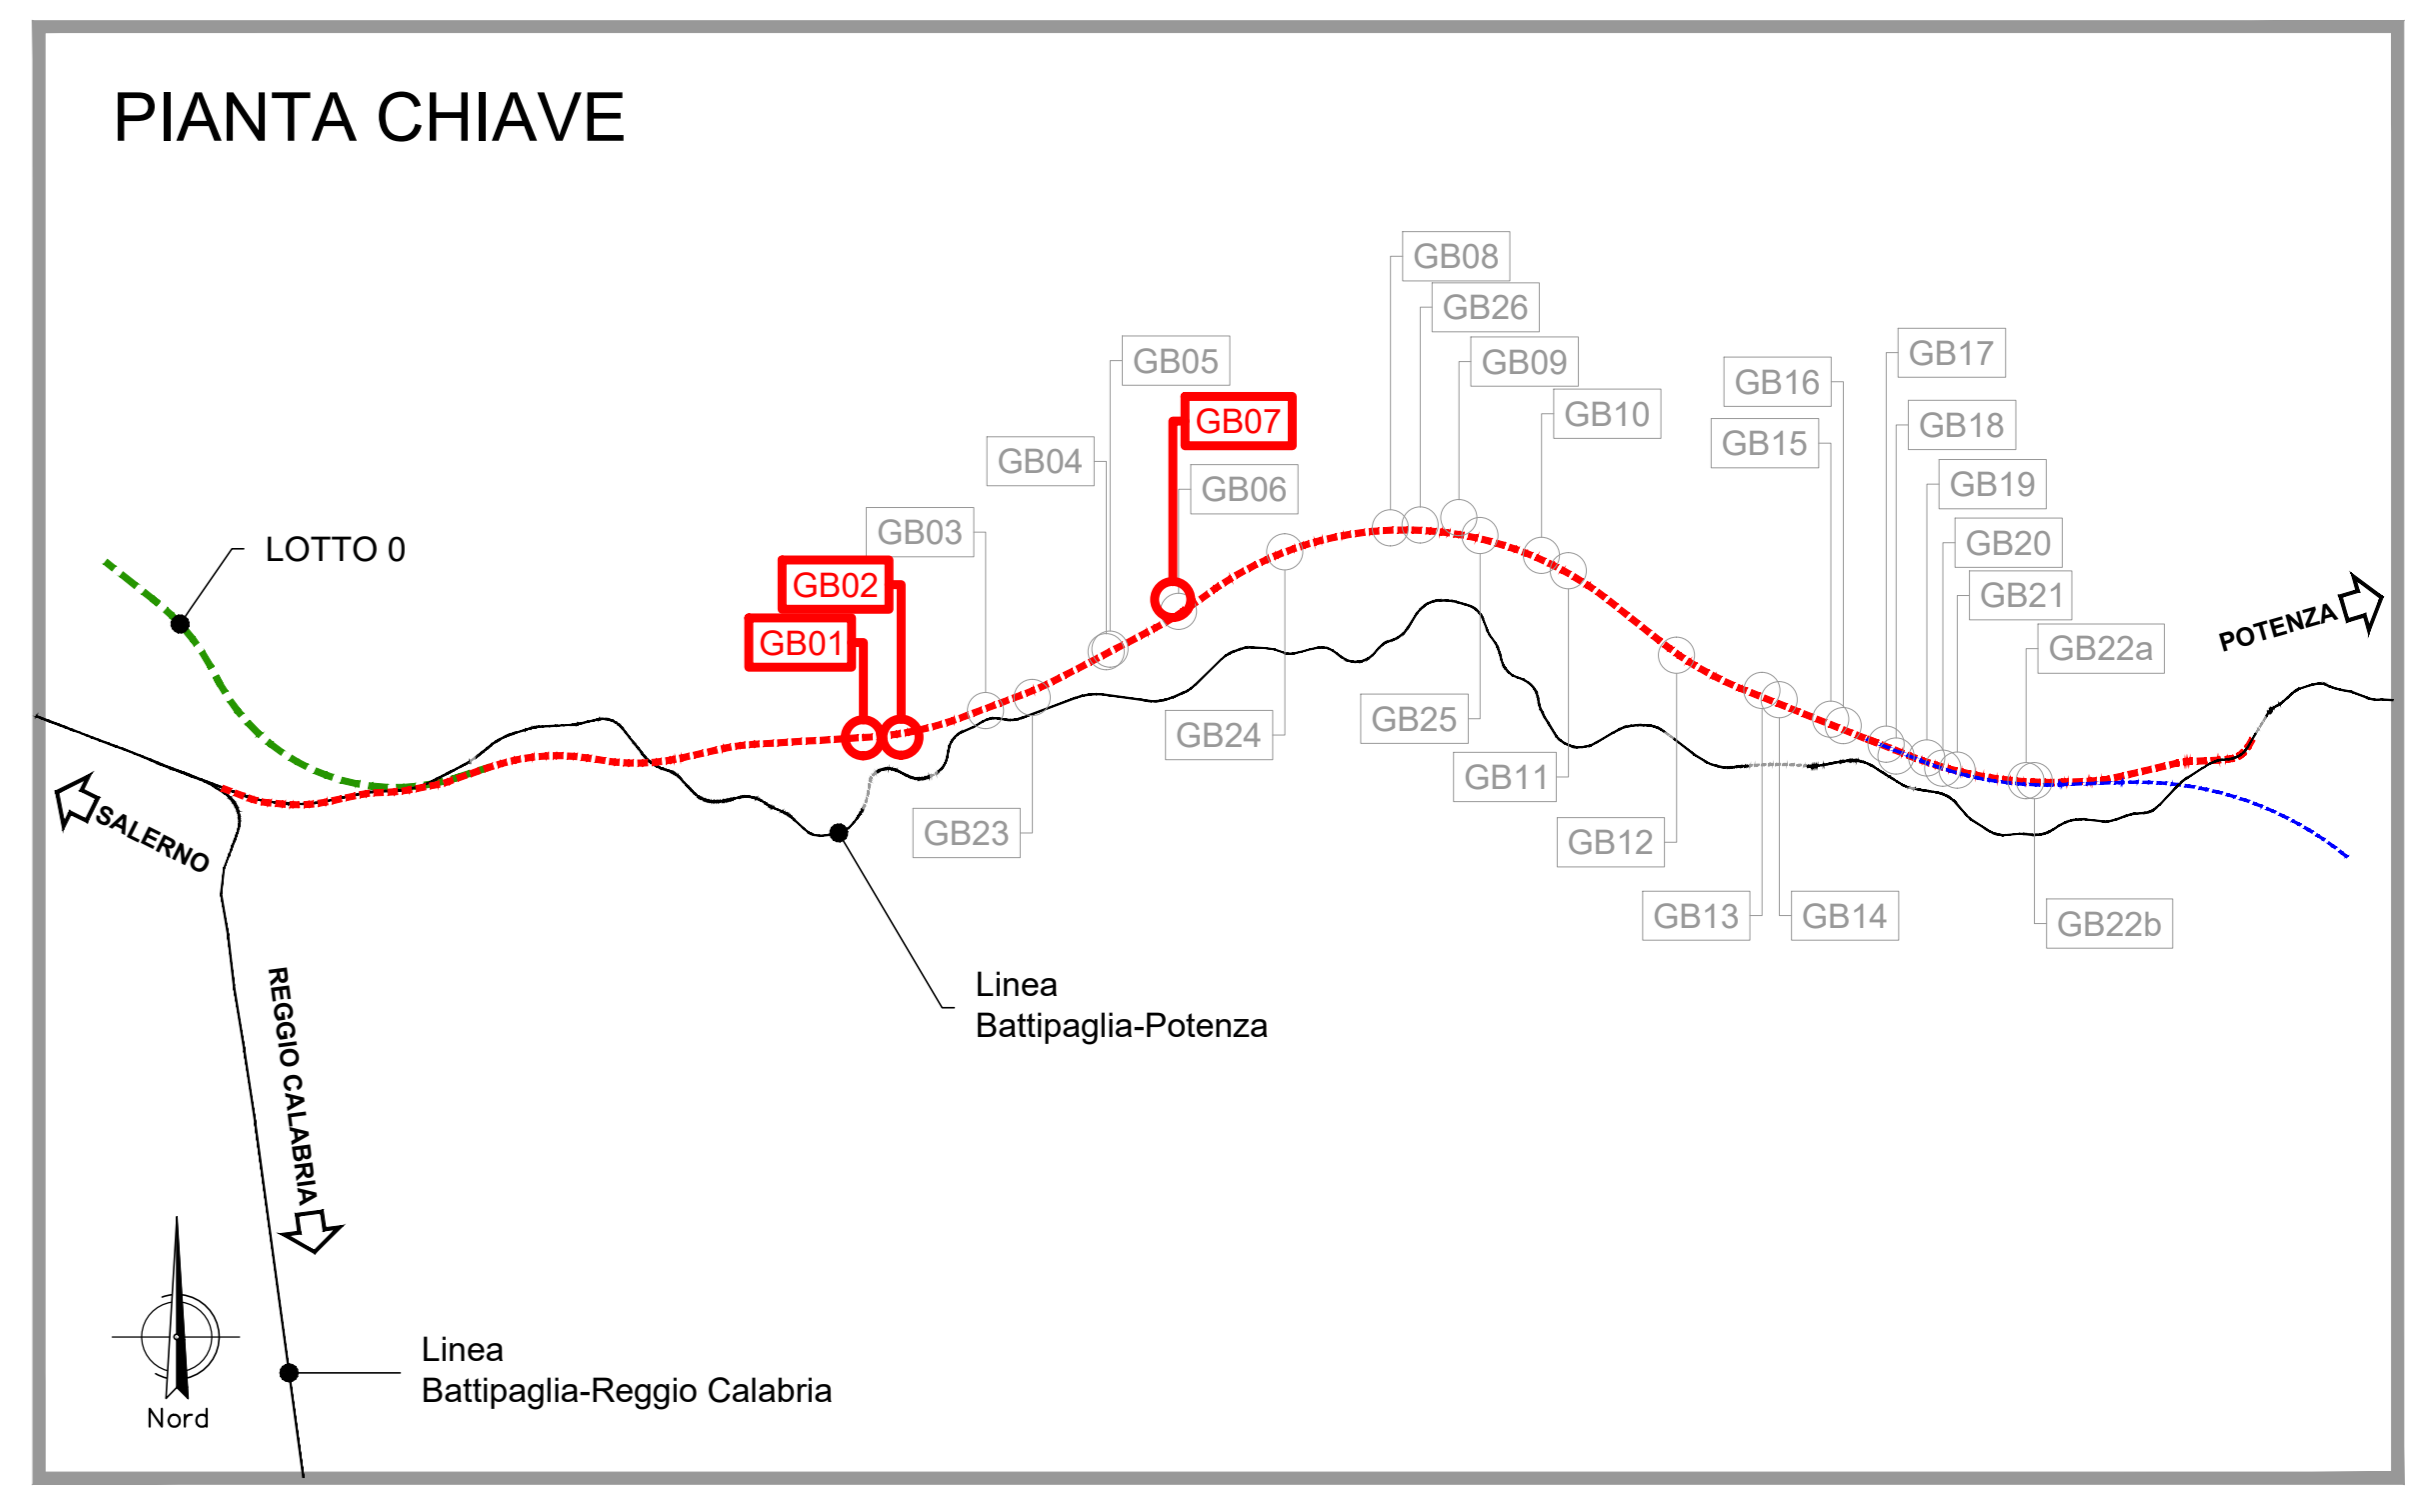 PIANTA CHIAVE
GB08
GB26
GB05
GB09
GB17
GB16
GB07
GB10
GB18
GB15
GB04
GB06
GB19
GB03
LOTTO 0
GB20
GB02
GB21
POTENZA
GB01
GB22a
GB25
GB24
GB11
SALERNO
GB23
GB12
GB13
GB14
GB22b
Linea
Battipaglia-Potenza
REGGIO CALABRIA
Linea
Battipaglia-Reggio Calabria
Nord